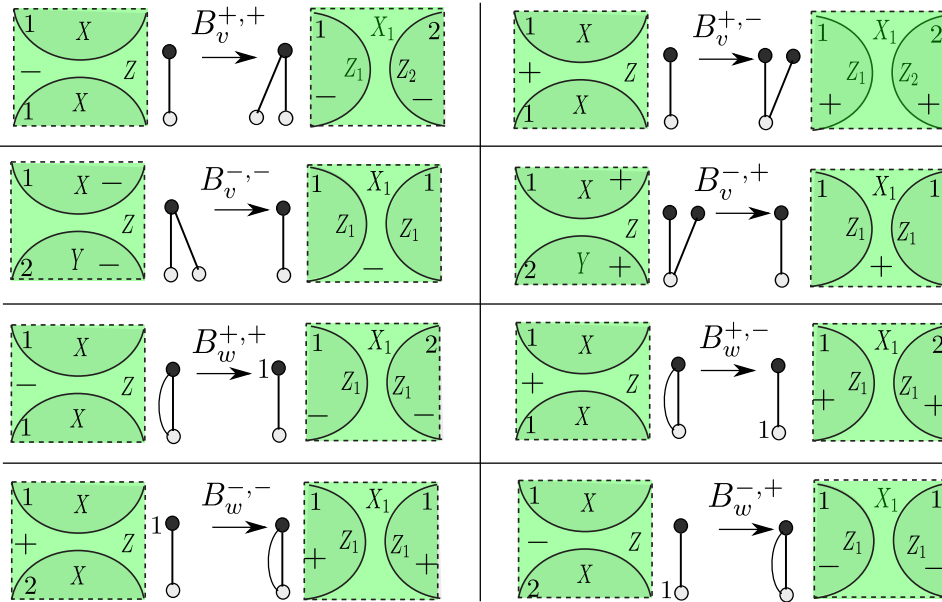 1 X B_v^{+,+} 1 X_1 2
− Z Z_1 Z_2
1 X − −
1 X B_v^{+,-} 1 X_1 2
+ Z Z_1 Z_2
1 X + +
1 X − B_v^{-,-} 1 X_1 1
Z Z_1 Z_1
2 Y − −
1 X + B_v^{-,+} 1 X_1 1
Z Z_1 Z_1
2 Y + +
1 X B_w^{+,+} 1 1 X_1 2
− Z Z_1 Z_1
1 X − −
1 X B_w^{+,-} 1 X_1 2
+ Z Z_1 Z_1
1 X 1 + +
1 X 1 B_w^{-,-} 1 X_1 1
+ Z Z_1 Z_1
2 X + +
1 X B_w^{-,+} 1 X_1 1
− Z Z_1 Z_1
2 X 1 − −